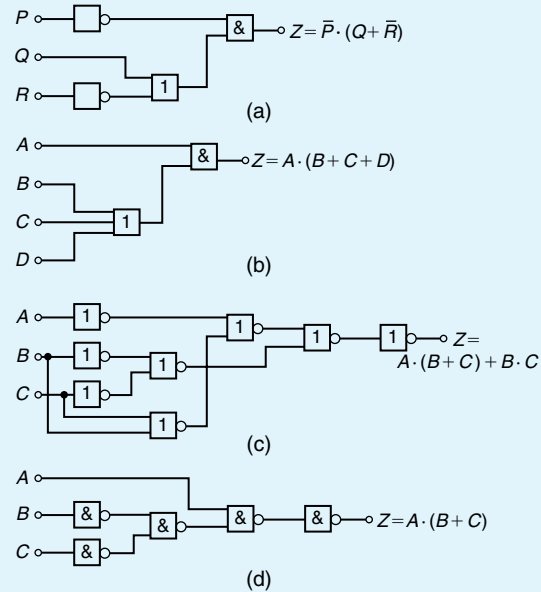 P & Z = P̄ · (Q + R̄)
Q 1
R
(a)
A & Z = A · (B + C + D)
B
C 1
D
(b)
A 1 1 1 1 Z =
B 1 1 A · (B + C) + B · C
C 1
1
(c)
A
B & & & & Z = A · (B + C)
C &
(d)